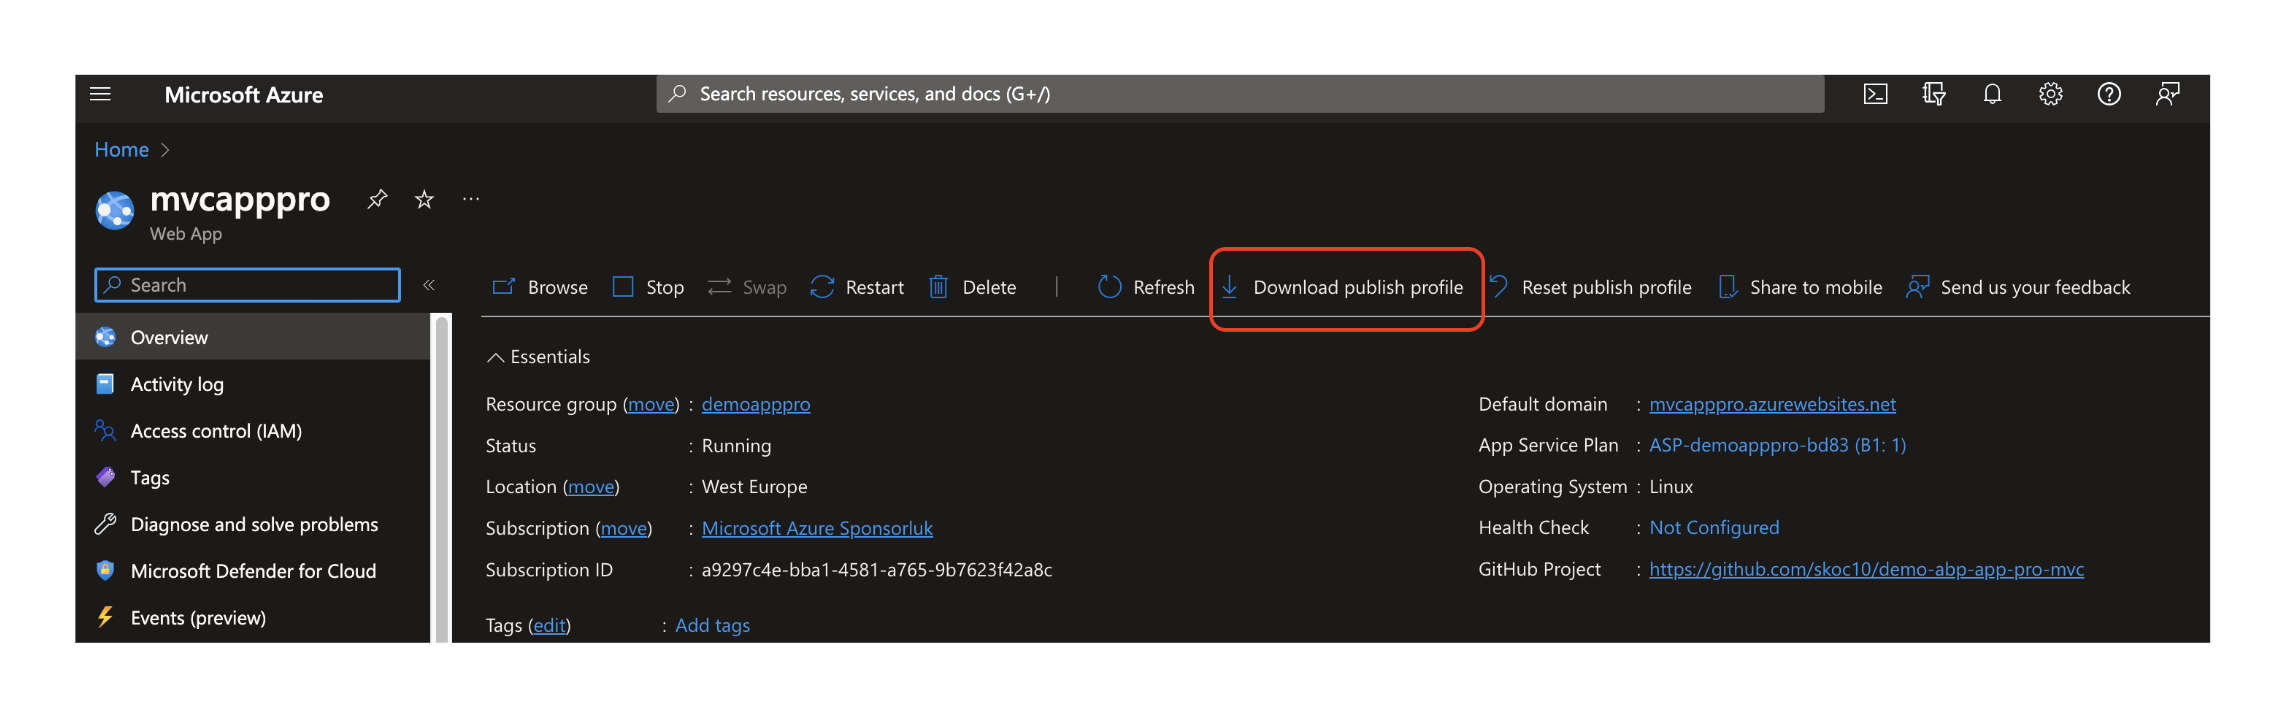 Microsoft Azure
Search resources, services, and docs (G+/)
Home
mvcapppro
Web App
Search
Browse Stop Swap Restart Delete Refresh Download publish profile Reset publish profile Share to mobile Send us your feedback
Overview
Activity log
Access control (IAM)
Tags
Diagnose and solve problems
Microsoft Defender for Cloud
Events (preview)
Essentials
Resource group (move) : demoapppro
Status : Running
Location (move) : West Europe
Subscription (move) : Microsoft Azure Sponsorluk
Subscription ID : a9297c4e-bba1-4581-a765-9b7623f42a8c
Tags (edit) : Add tags
Default domain : mvcapppro.azurewebsites.net
App Service Plan : ASP-demoapppro-bd83 (B1: 1)
Operating System : Linux
Health Check : Not Configured
GitHub Project : https://github.com/skoc10/demo-abp-app-pro-mvc